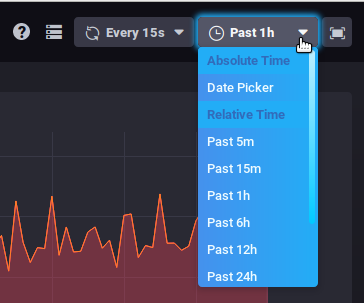 ?
Every 15s
Past 1h
Absolute Time
Date Picker
Relative Time
Past 5m
Past 15m
Past 1h
Past 6h
Past 12h
Past 24h